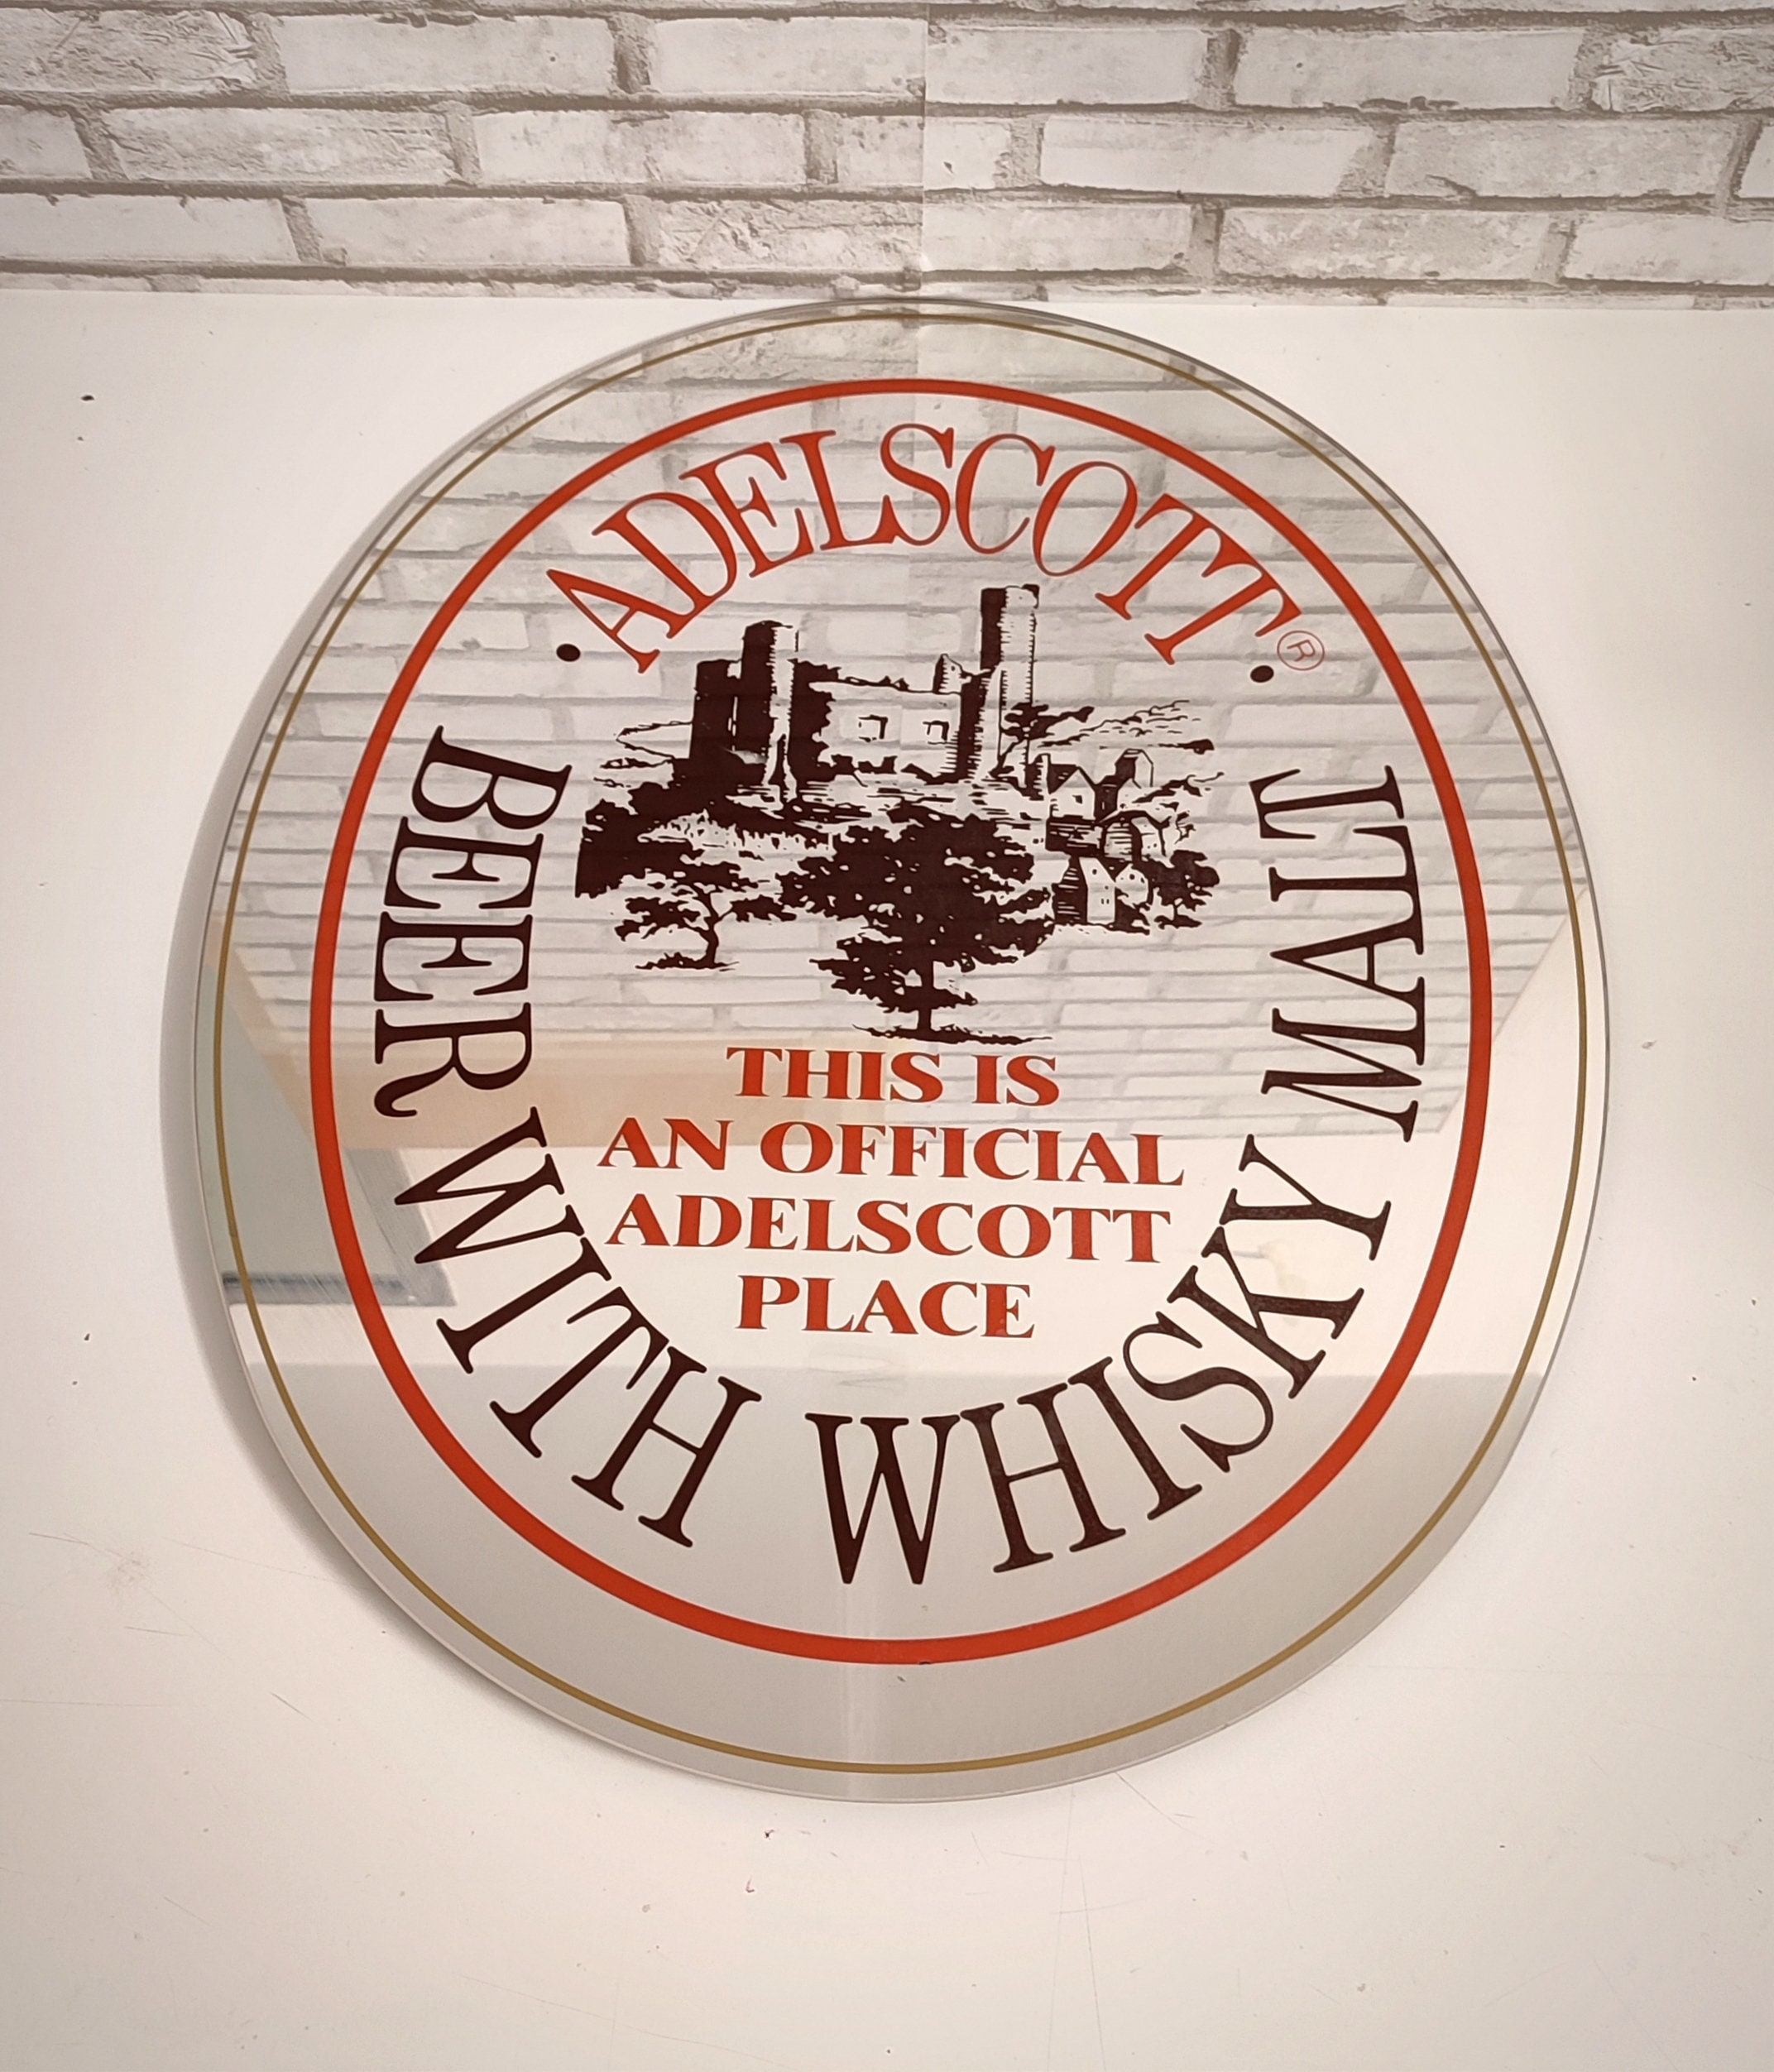 ADELSCOTT®
THIS IS
AN OFFICIAL
ADELSCOTT
PLACE
BEER WITH WHISKY MALT